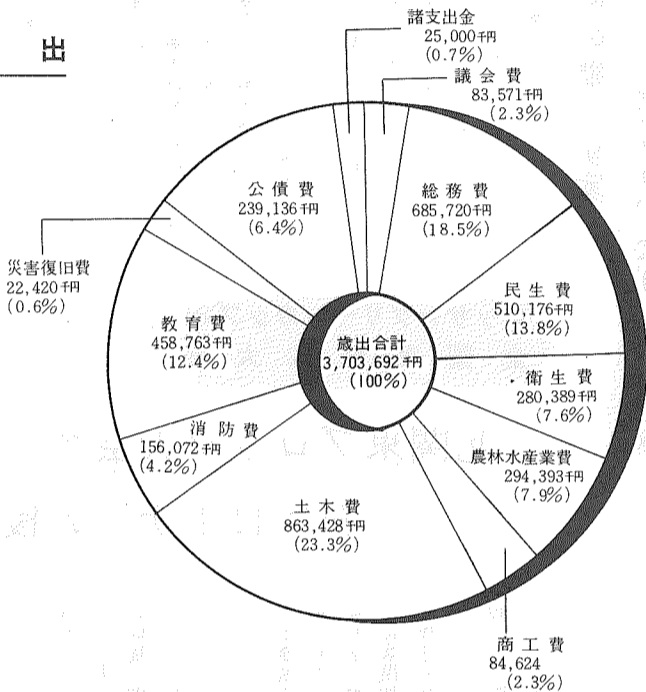 出
諸支出金
25,000千円
(0.7%)
議会費
83,571千円
(2.3%)
総務費
685,720千円
(18.5%)
民生費
510,176千円
(13.8%)
衛生費
280,389千円
(7.6%)
農林水産業費
294,393千円
(7.9%)
商工費
84,624
(2.3%)
土木費
863,428千円
(23.3%)
消防費
156,072千円
(4.2%)
教育費
458,763千円
(12.4%)
災害復旧費
22,420千円
(0.6%)
公債費
239,136千円
(6.4%)
歳出合計
3,703,692千円
(100%)